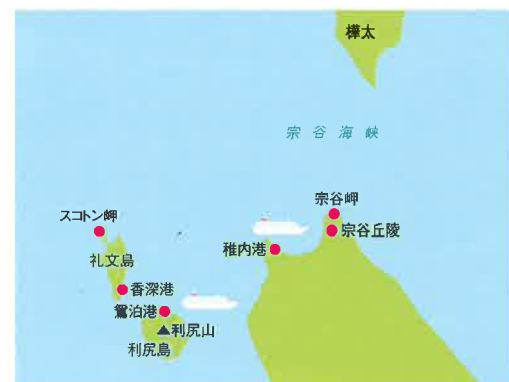 樺太
宗谷海峡
宗谷岬
宗谷丘陵
稚内港
スコトン岬
礼文島
香深港
鴛泊港
利尻山
利尻島